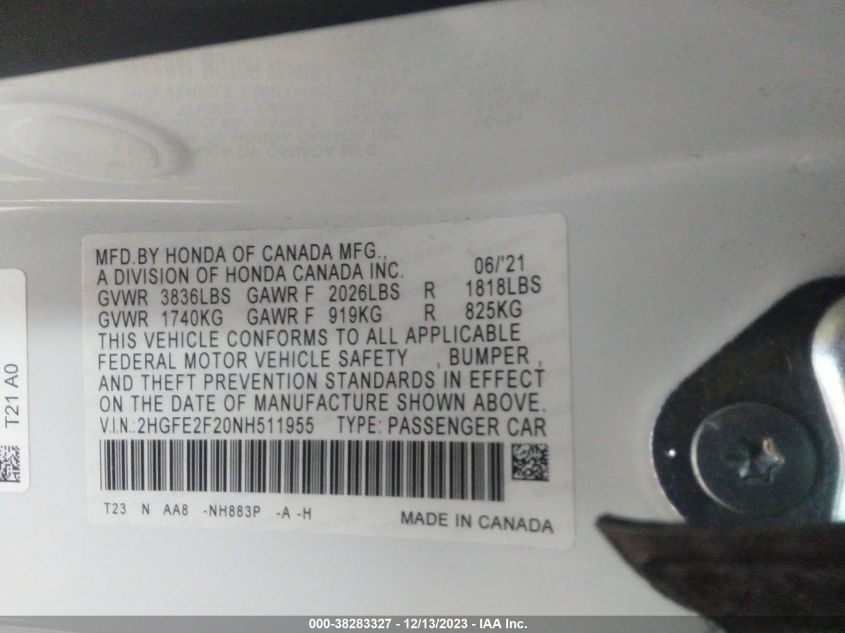 MFD.BY HONDA OF CANADA MFG.,
A DIVISION OF HONDA CANADA INC. 06/'21
GVWR 3836LBS GAWR F 2026LBS R 1818LBS
GVWR 1740KG GAWR F 919KG R 825KG
THIS VEHICLE CONFORMS TO ALL APPLICABLE
FEDERAL MOTOR VEHICLE SAFETY , BUMPER ,
AND THEFT PREVENTION STANDARDS IN EFFECT
ON THE DATE OF MANUFACTURE SHOWN ABOVE.
V.I.N.:2HGFE2F20NH511955 TYPE: PASSENGER CAR
T23 N AA8 -NH883P -A -H
MADE IN CANADA
T21 A0
000-38283327 - 12/13/2023 - IAA Inc.